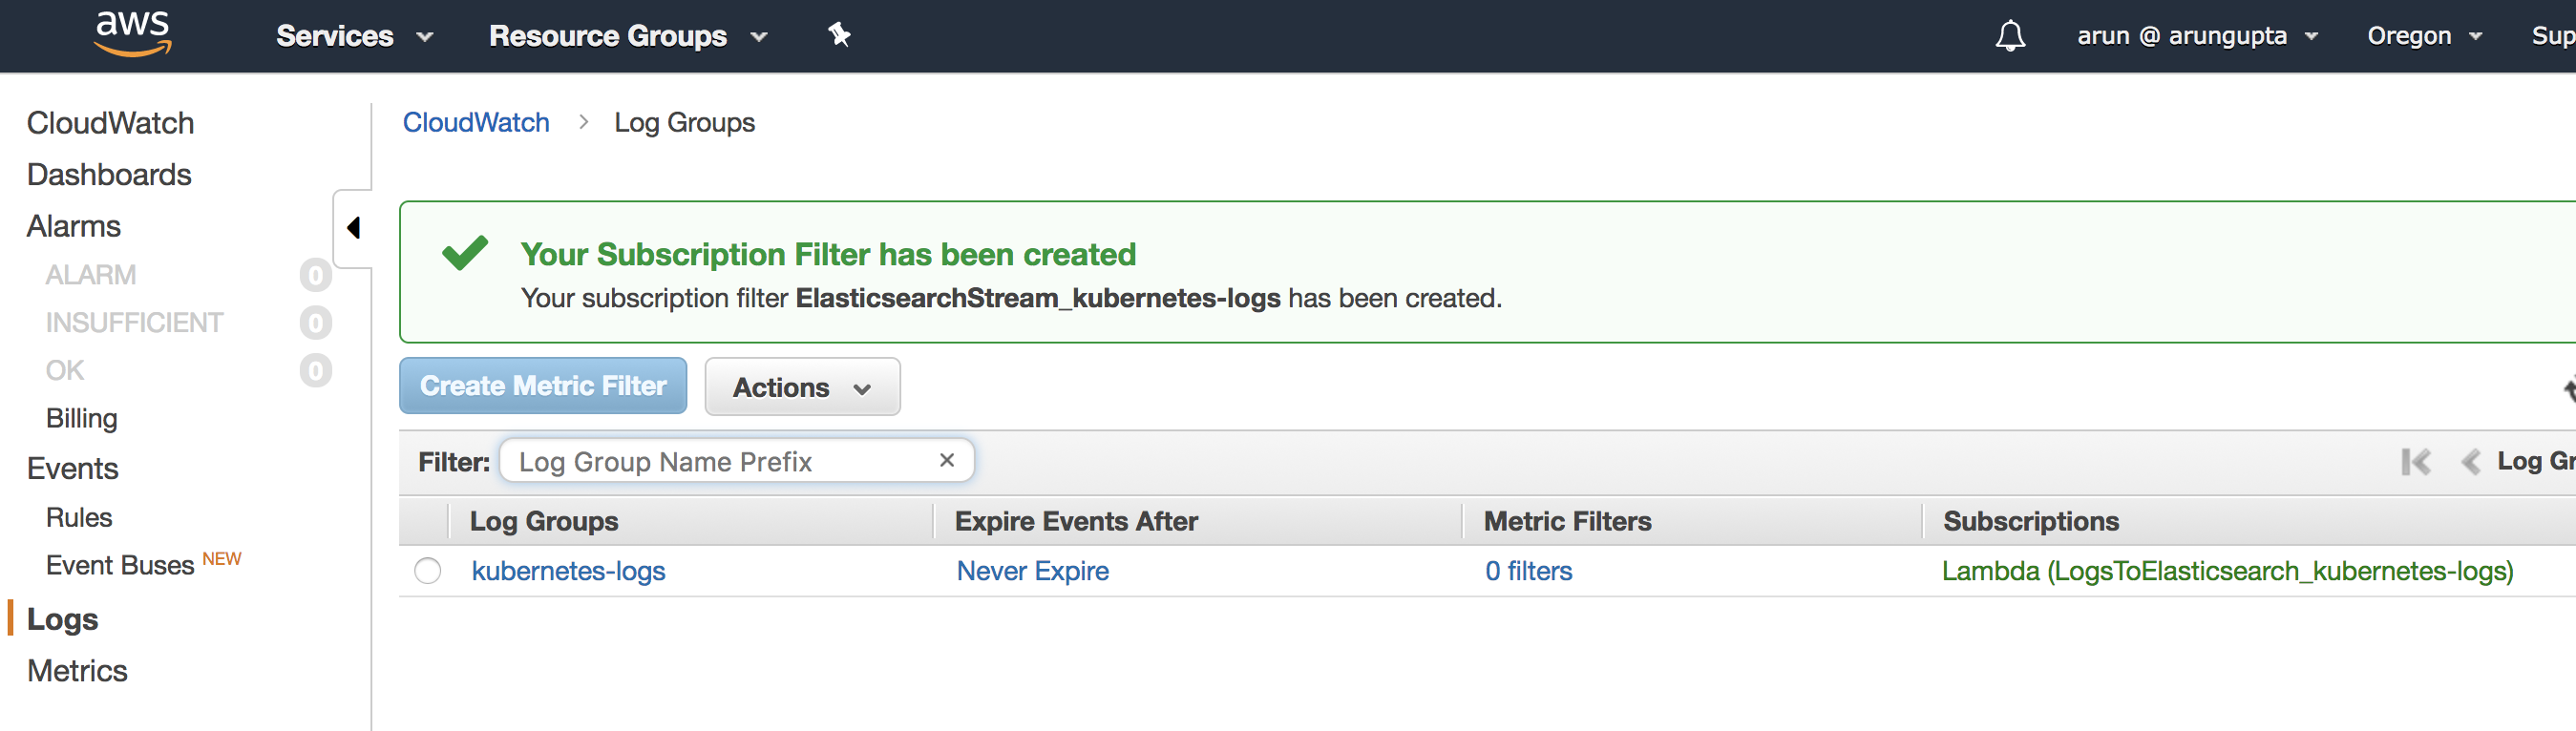 aws Services Resource Groups arun @ arungupta Oregon
CloudWatch
Dashboards
Alarms
ALARM 0
INSUFFICIENT 0
OK 0
Billing
Events
Rules
Event Buses NEW
Logs
Metrics
CloudWatch > Log Groups
Your Subscription Filter has been created
Your subscription filter ElasticsearchStream_kubernetes-logs has been created.
Create Metric Filter Actions
Filter: Log Group Name Prefix × Log
Log Groups Expire Events After Metric Filters Subscriptions
kubernetes-logs Never Expire 0 filters Lambda (LogsToElasticsearch_kubernetes-logs)